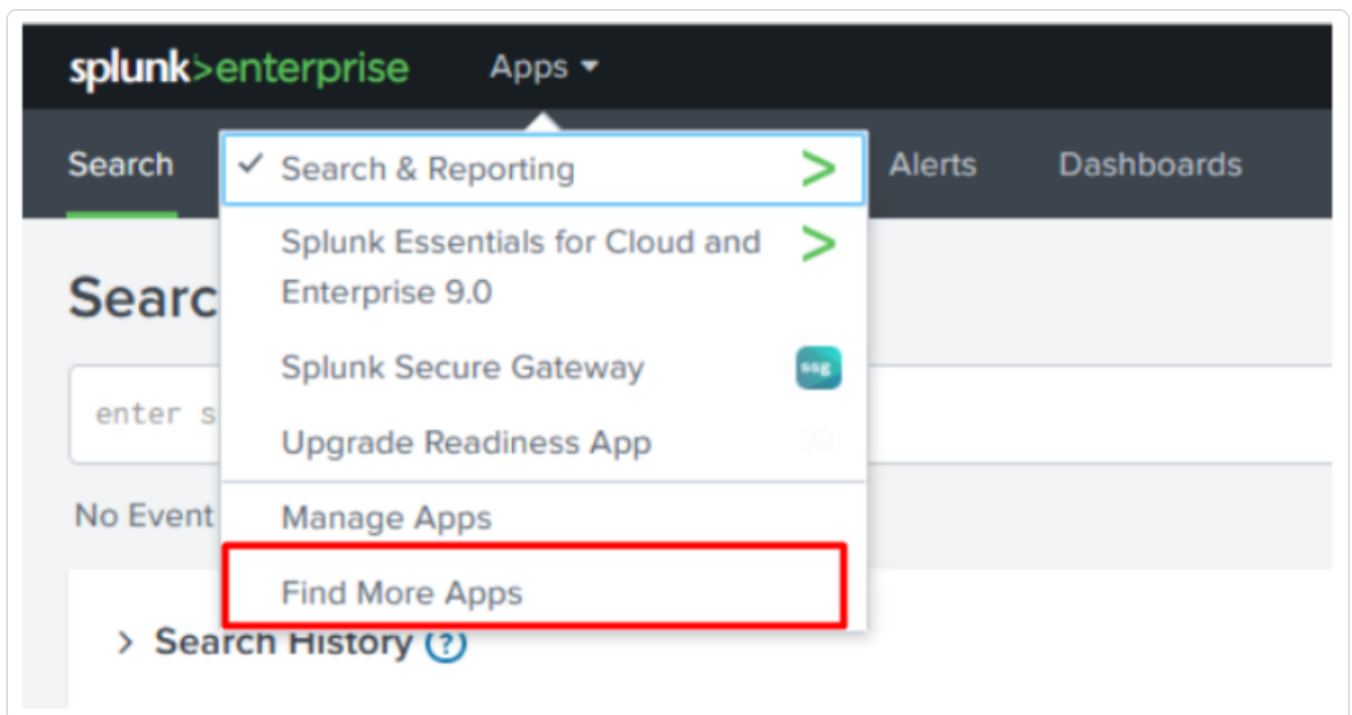 splunk>enterprise Apps
Search
Search & Reporting
Alerts Dashboards
Splunk Essentials for Cloud and
Enterprise 9.0
Searc
Splunk Secure Gateway ssg
enter s
Upgrade Readiness App
No Event
Manage Apps
Find More Apps
> Search History ?